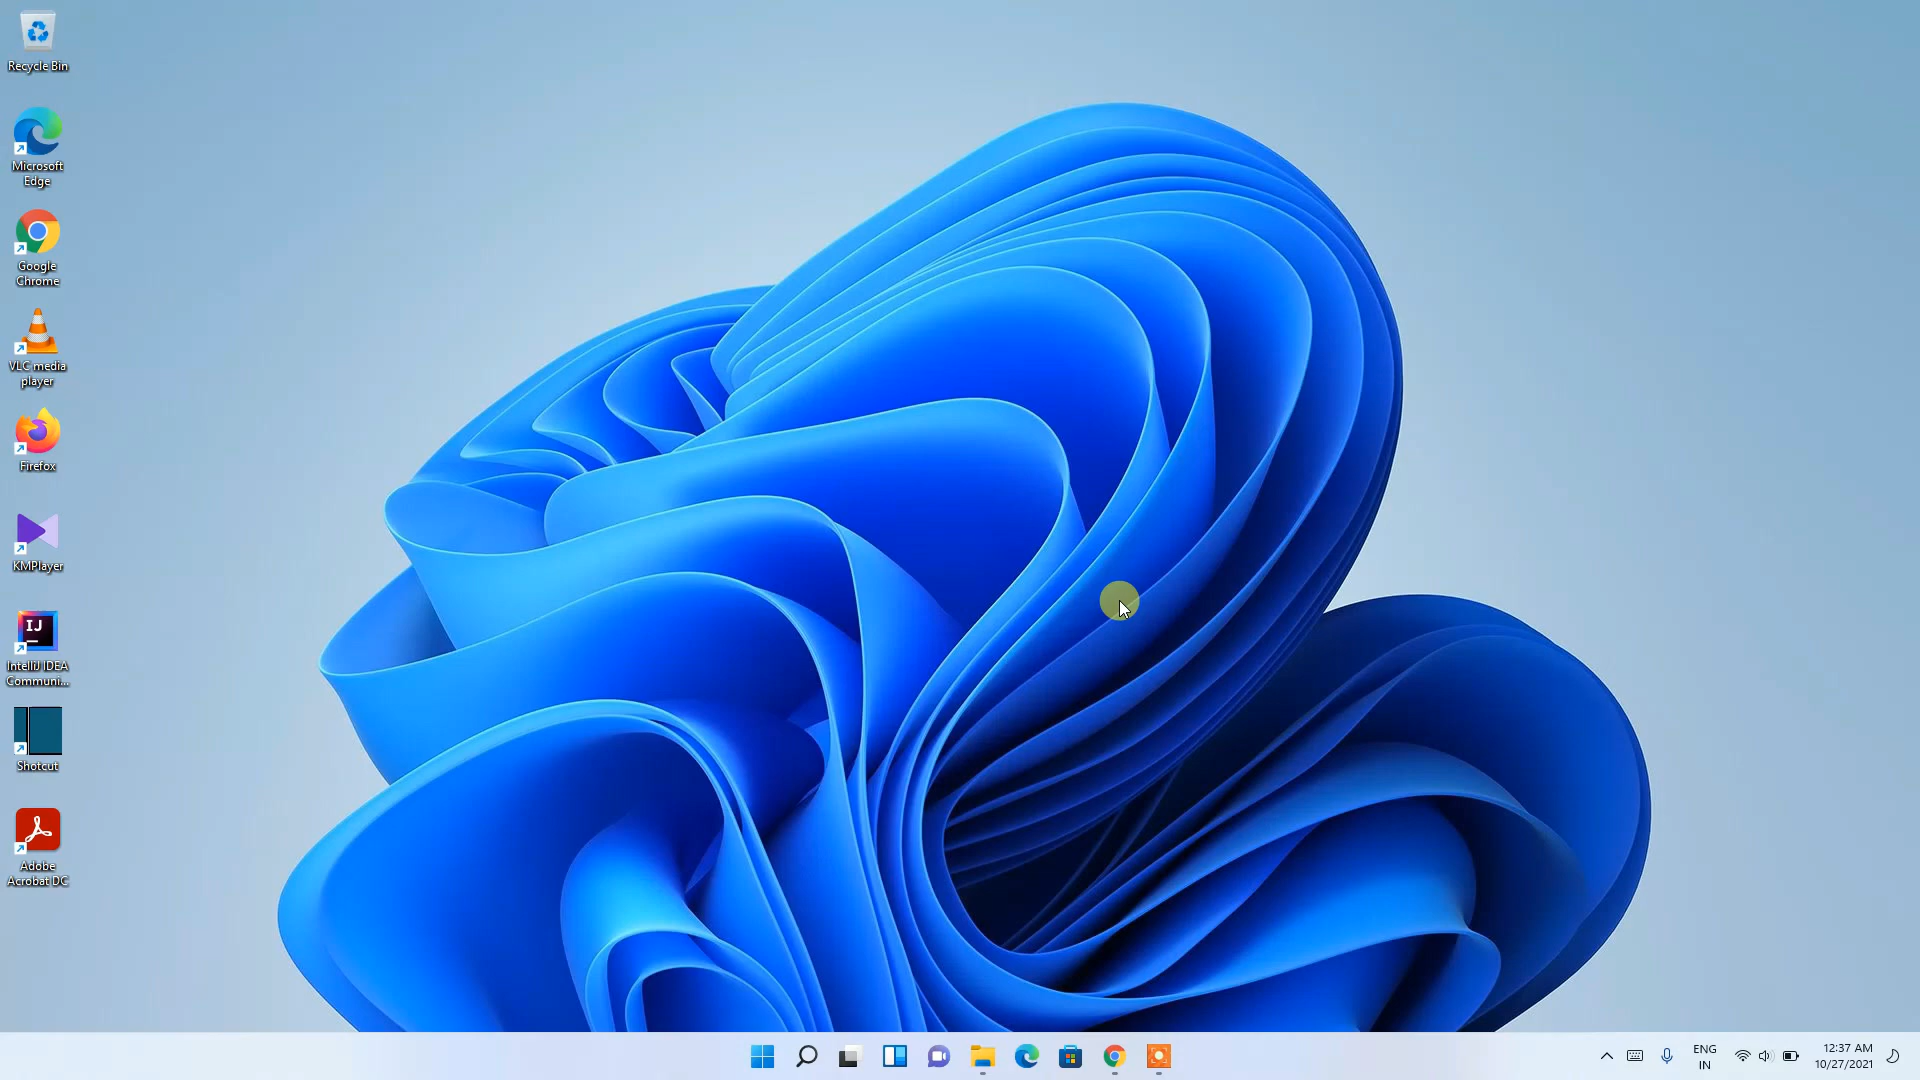 Recycle Bin
Microsoft
Edge
Google
Chrome
VLC media
player
Firefox
KMPlayer
IJ
IntelliJ IDEA
Communi...
Shotcut
Adobe
Acrobat DC
ENG
IN
12:37 AM
10/27/2021